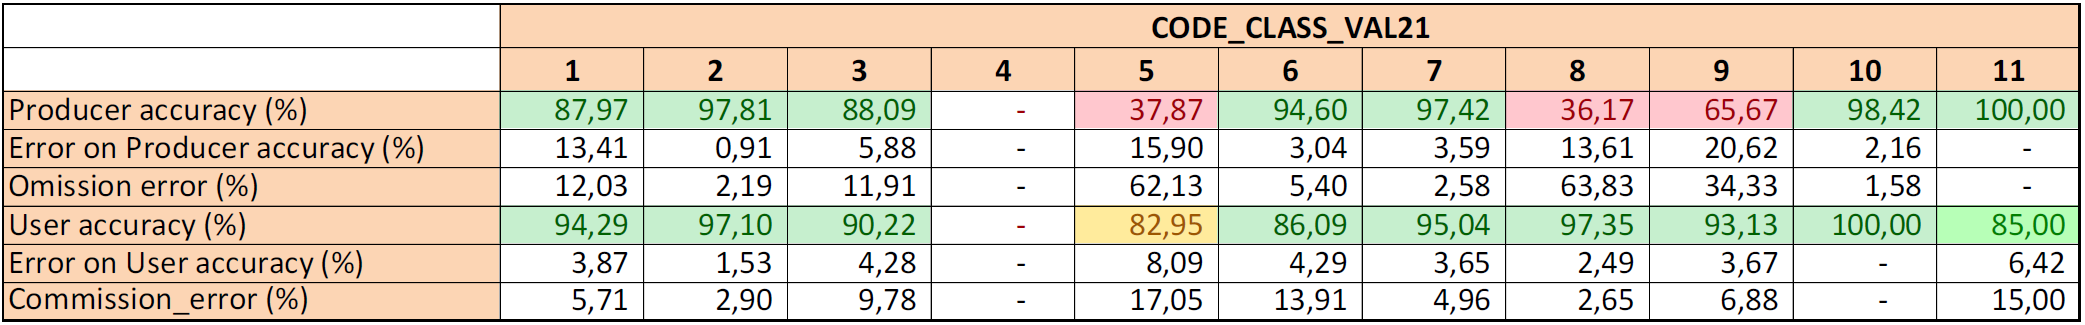 CODE_CLASS_VAL21
1 2 3 4 5 6 7 8 9 10 11
Producer accuracy (%) 87,97 97,81 88,09 - 37,87 94,60 97,42 36,17 65,67 98,42 100,00
Error on Producer accuracy (%) 13,41 0,91 5,88 - 15,90 3,04 3,59 13,61 20,62 2,16 -
Omission error (%) 12,03 2,19 11,91 - 62,13 5,40 2,58 63,83 34,33 1,58 -
User accuracy (%) 94,29 97,10 90,22 - 82,95 86,09 95,04 97,35 93,13 100,00 85,00
Error on User accuracy (%) 3,87 1,53 4,28 - 8,09 4,29 3,65 2,49 3,67 - 6,42
Commission_error (%) 5,71 2,90 9,78 - 17,05 13,91 4,96 2,65 6,88 - 15,00